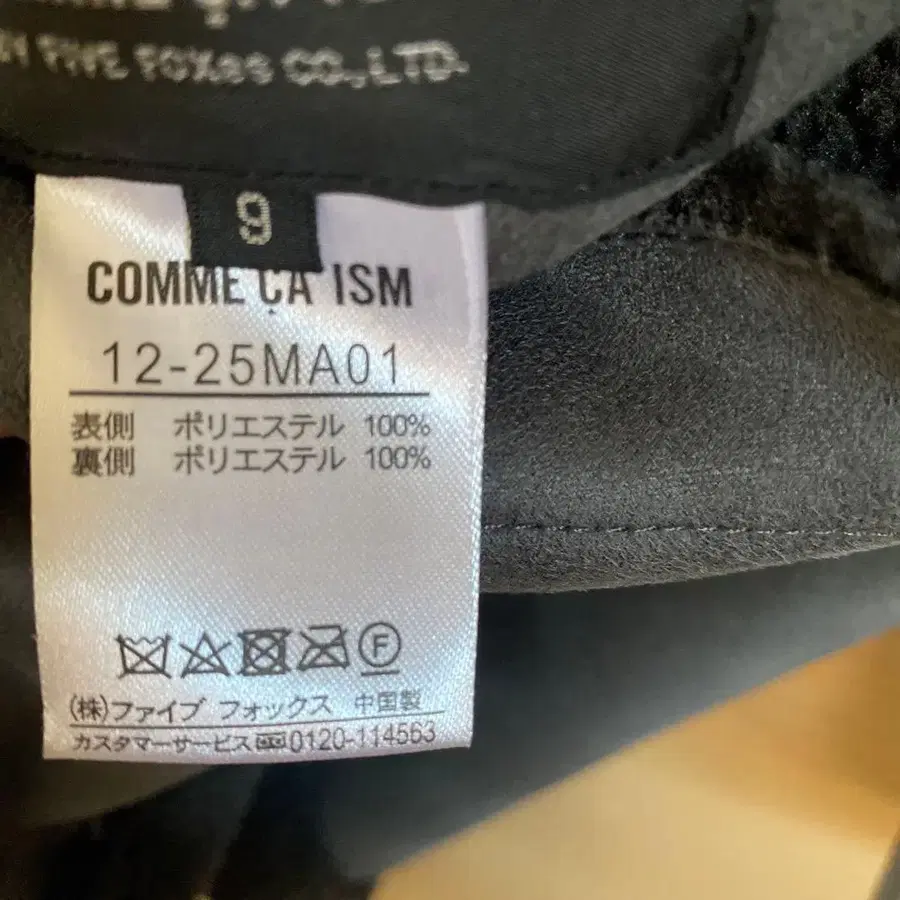 BY FIVE FOXes CO., LTD.
9
COMME ÇA ISM
12-25MA01
表側 ポリエステル 100%
裏側 ポリエステル 100%
F
(株)ファイブ フォックス 中国製
カスタマーサービス 0120-114563